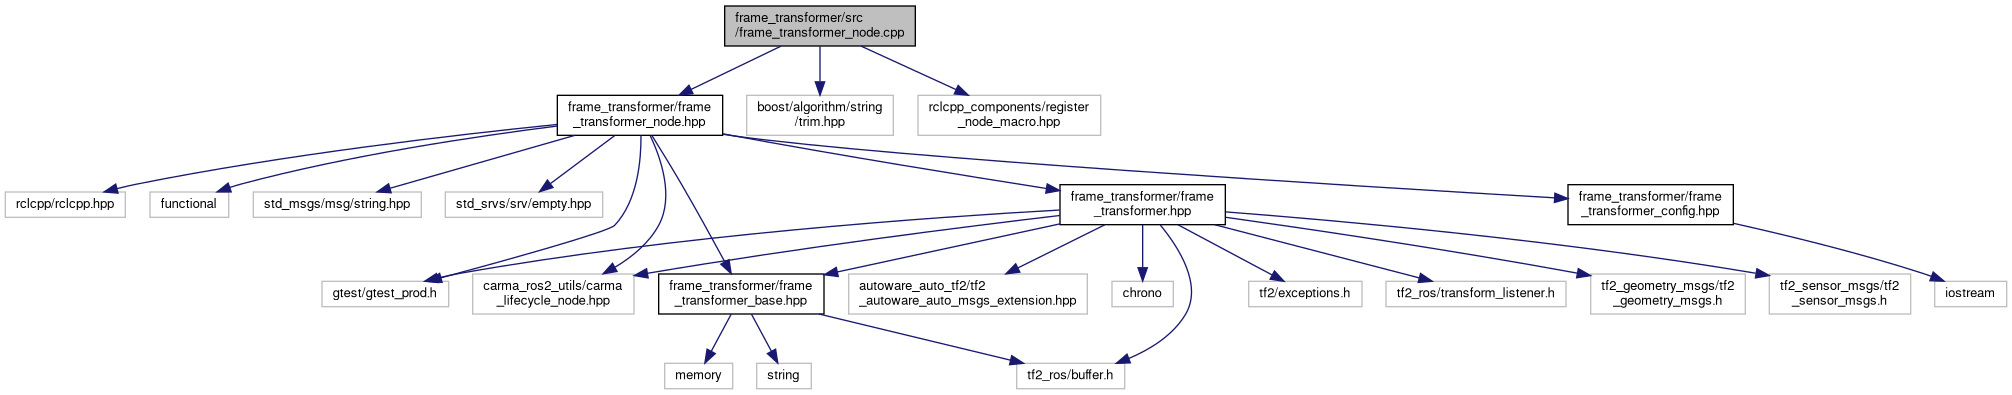 frame_transformer/src
/frame_transformer_node.cpp
frame_transformer/frame
_transformer_node.hpp
boost/algorithm/string
/trim.hpp
rclcpp_components/register
_node_macro.hpp
rclcpp/rclcpp.hpp
functional
std_msgs/msg/string.hpp
std_srvs/srv/empty.hpp
frame_transformer/frame
_transformer.hpp
frame_transformer/frame
_transformer_config.hpp
gtest/gtest_prod.h
carma_ros2_utils/carma
_lifecycle_node.hpp
frame_transformer/frame
_transformer_base.hpp
autoware_auto_tf2/tf2
_autoware_auto_msgs_extension.hpp
chrono
tf2/exceptions.h
tf2_ros/transform_listener.h
tf2_geometry_msgs/tf2
_geometry_msgs.h
tf2_sensor_msgs/tf2
_sensor_msgs.h
iostream
memory
string
tf2_ros/buffer.h